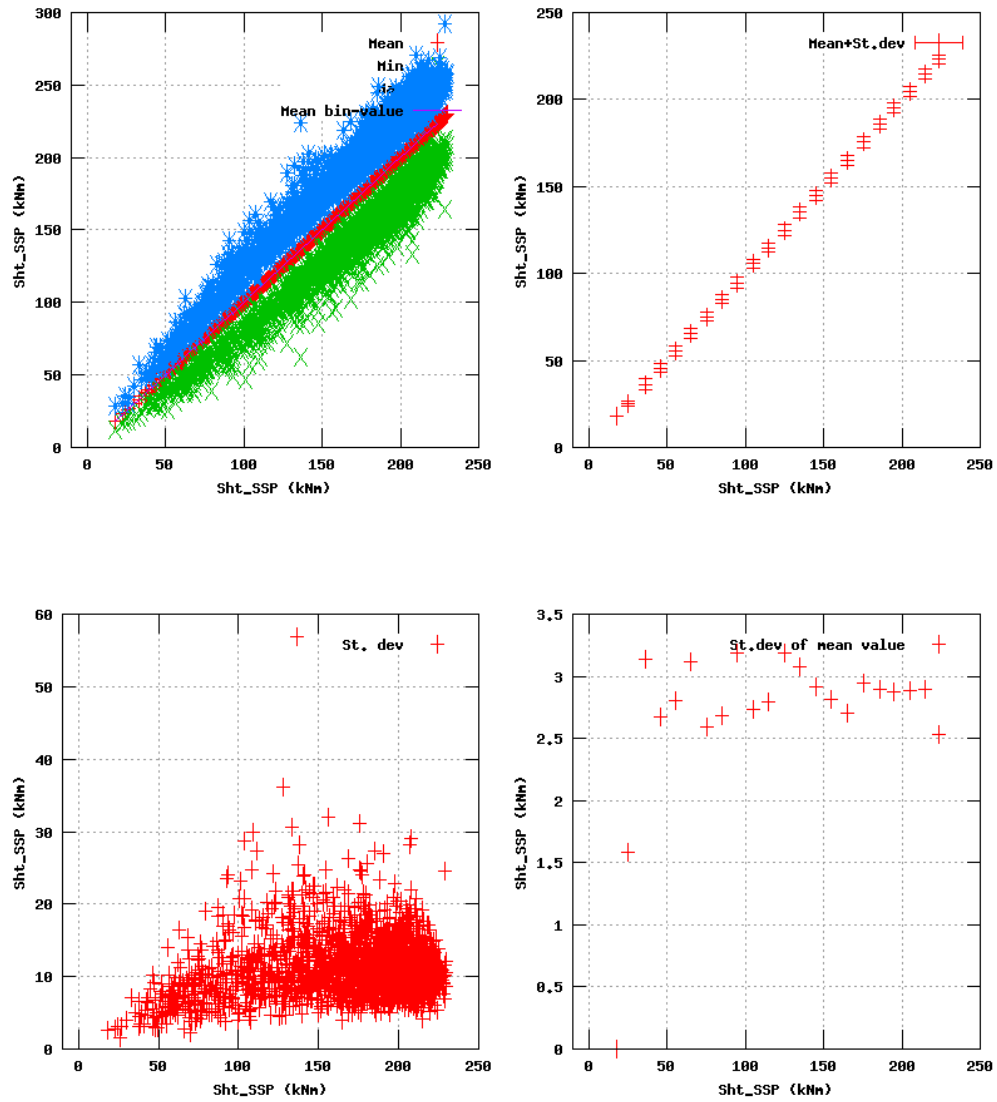 300
250
200
150
100
50
0
Sht_SSP (kNm)
Mean
Min
Mean bin-value
0 50 100 150 200 250
Sht_SSP (kNm)
250
200
150
100
50
0
Sht_SSP (kNm)
Mean+St.dev
0 50 100 150 200 250
Sht_SSP (kNm)
60
50
40
30
20
10
0
Sht_SSP (kNm)
St. dev
0 50 100 150 200 250
Sht_SSP (kNm)
3.5
3
2.5
2
1.5
1
0.5
0
Sht_SSP (kNm)
St.dev of mean value
0 50 100 150 200 250
Sht_SSP (kNm)